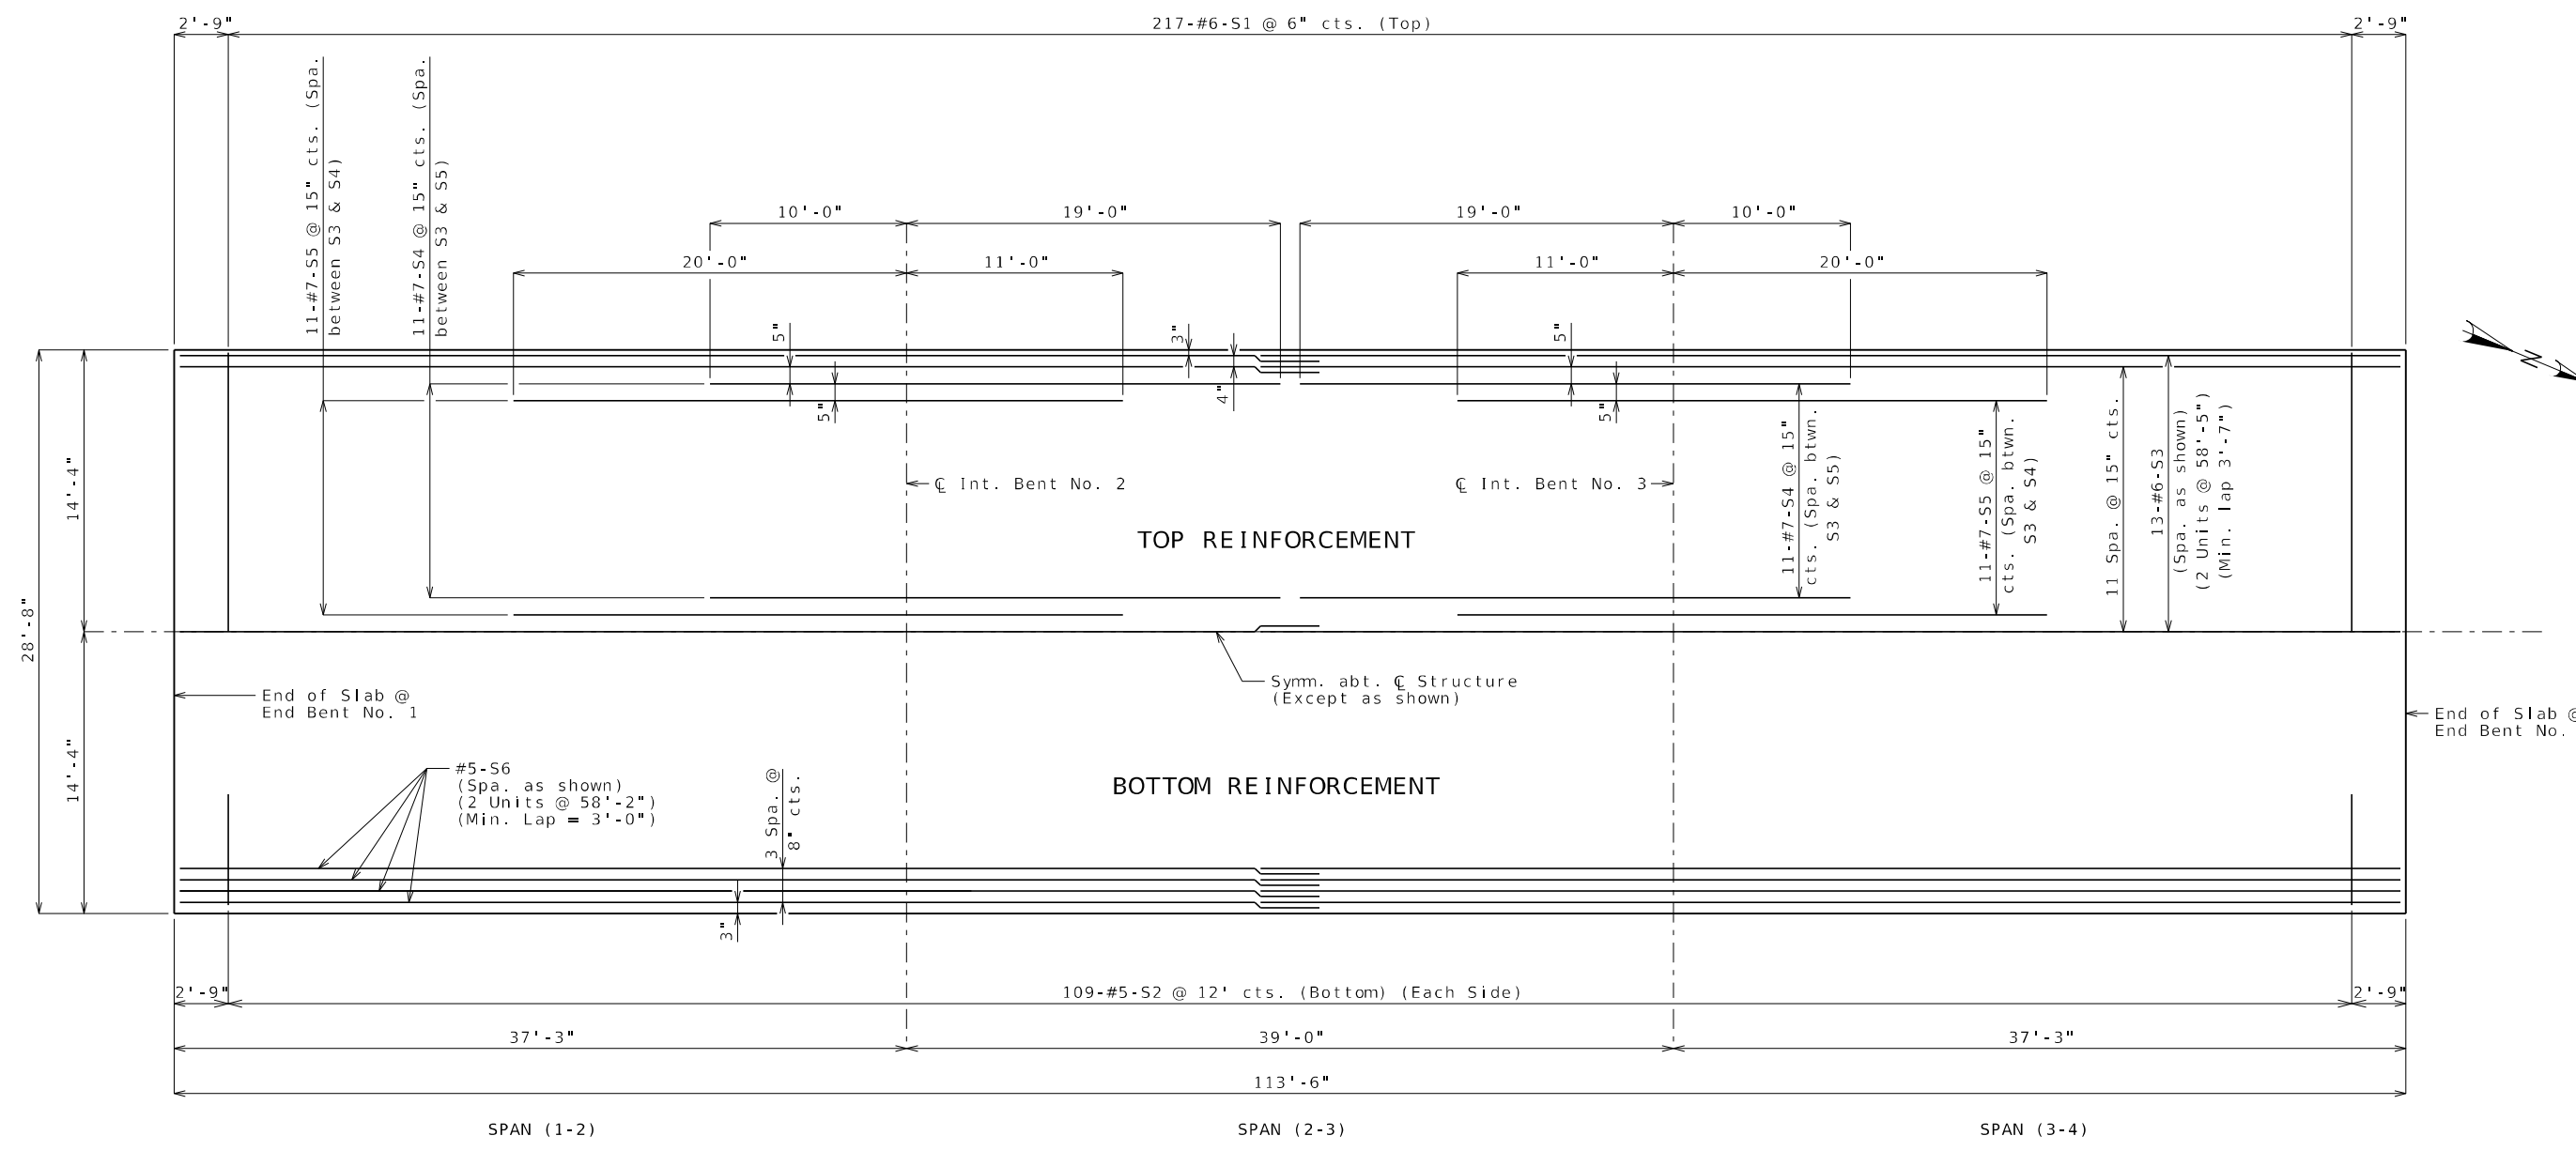 2'-9"
217-#6-S1 @ 6" cts. (Top)
2'-9"
11-#7-S5 @ 15" cts. (Spa.
between S3 & S4)
11-#7-S4 @ 15" cts. (Spa.
between S3 & S5)
10'-0"
19'-0"
19'-0"
10'-0"
20'-0"
11'-0"
11'-0"
20'-0"
5"
3"
5"
5"
4"
5"
N
28'-8"
14'-4"
14'-4"
℄ Int. Bent No. 2
℄ Int. Bent No. 3
11-#7-S4 @ 15"
cts. (Spa. btwn.
S3 & S5)
11-#7-S5 @ 15"
cts. (Spa. btwn.
S3 & S4)
11 Spa. @ 15" cts.
13-#6-S3
(Spa. as shown)
(2 Units @ 58'-5")
(Min. lap 3'-7")
TOP REINFORCEMENT
Symm. abt. ℄ Structure
(Except as shown)
End of Slab @
End Bent No. 1
End of Slab @
End Bent No.
#5-S6
(Spa. as shown)
(2 Units @ 58'-2")
(Min. Lap = 3'-0")
3 Spa. @
8" cts.
BOTTOM REINFORCEMENT
3"
2'-9"
109-#5-S2 @ 12' cts. (Bottom) (Each Side)
2'-9"
37'-3"
39'-0"
37'-3"
113'-6"
SPAN (1-2)
SPAN (2-3)
SPAN (3-4)